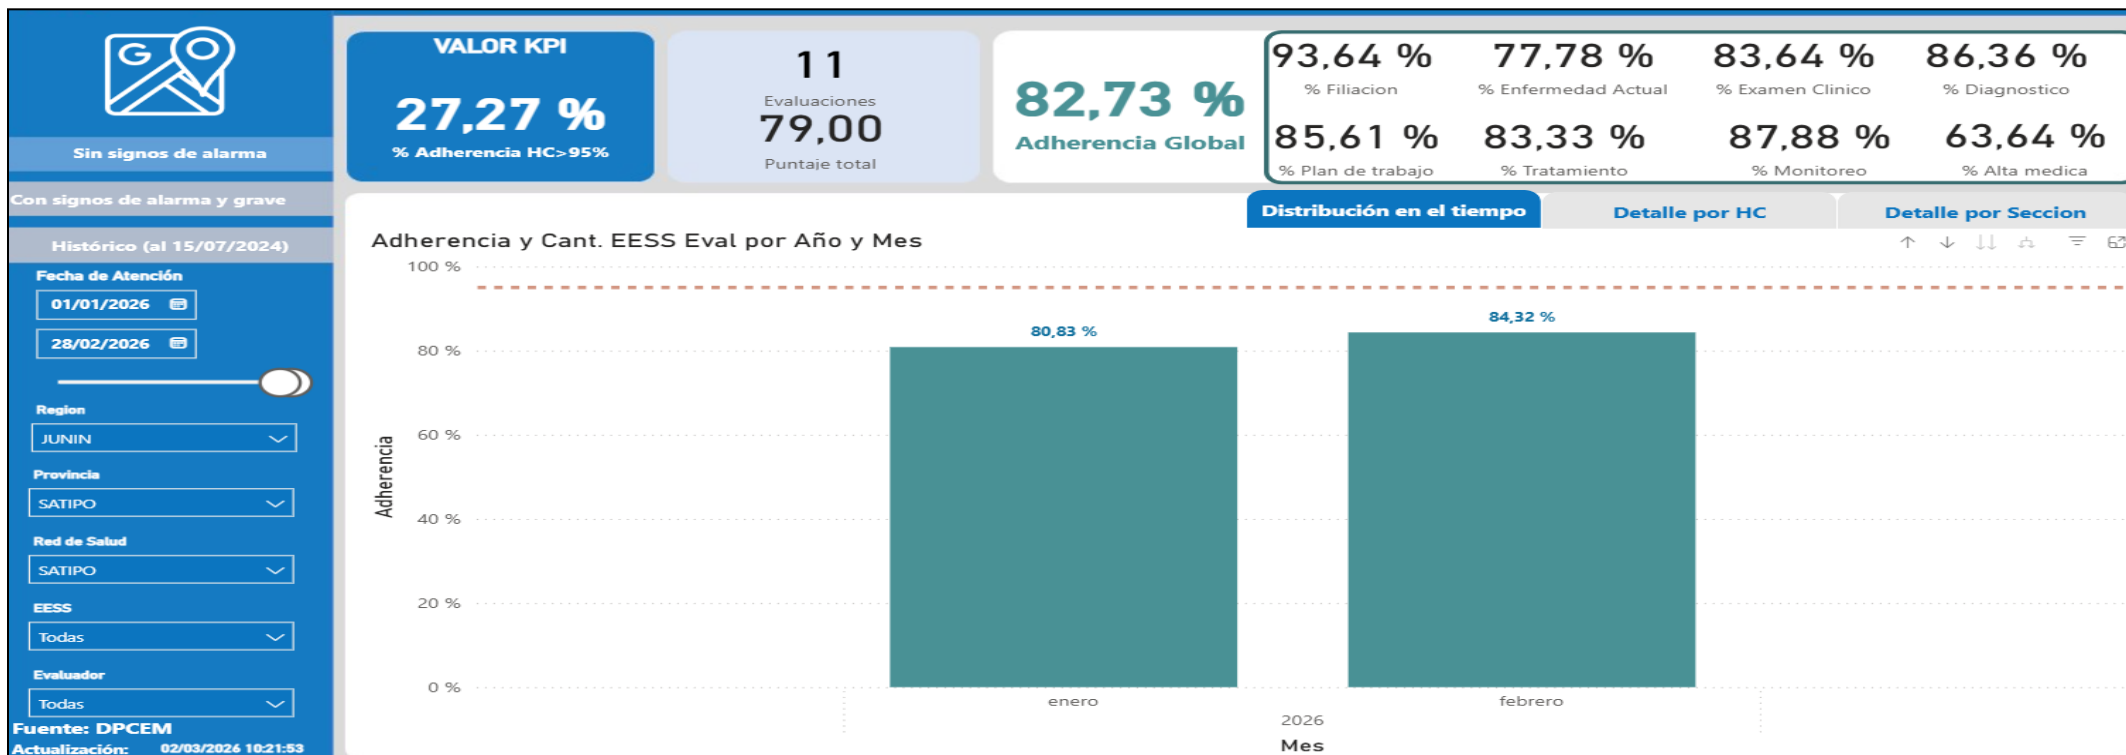 G
Sin signos de alarma
Con signos de alarma y grave
Histórico (al 15/07/2024)
Fecha de Atención
01/01/2026
28/02/2026
Region
JUNIN
Provincia
SATIPO
Red de Salud
SATIPO
EESS
Todas
Evaluador
Todas
Fuente: DPCEM
Actualización: 02/03/2026 10:21:53
VALOR KPI
27,27 %
% Adherencia HC>95%
11
Evaluaciones
79,00
Puntaje total
82,73 %
Adherencia Global
93,64 % 77,78 % 83,64 % 86,36 %
% Filiacion % Enfermedad Actual % Examen Clinico % Diagnostico
85,61 % 83,33 % 87,88 % 63,64 %
% Plan de trabajo % Tratamiento % Monitoreo % Alta medica
Distribución en el tiempo Detalle por HC Detalle por Seccion
Adherencia y Cant. EESS Eval por Año y Mes
100 %
80,83 % 84,32 %
80 %
60 %
Adherencia
40 %
20 %
0 %
enero febrero
2026
Mes